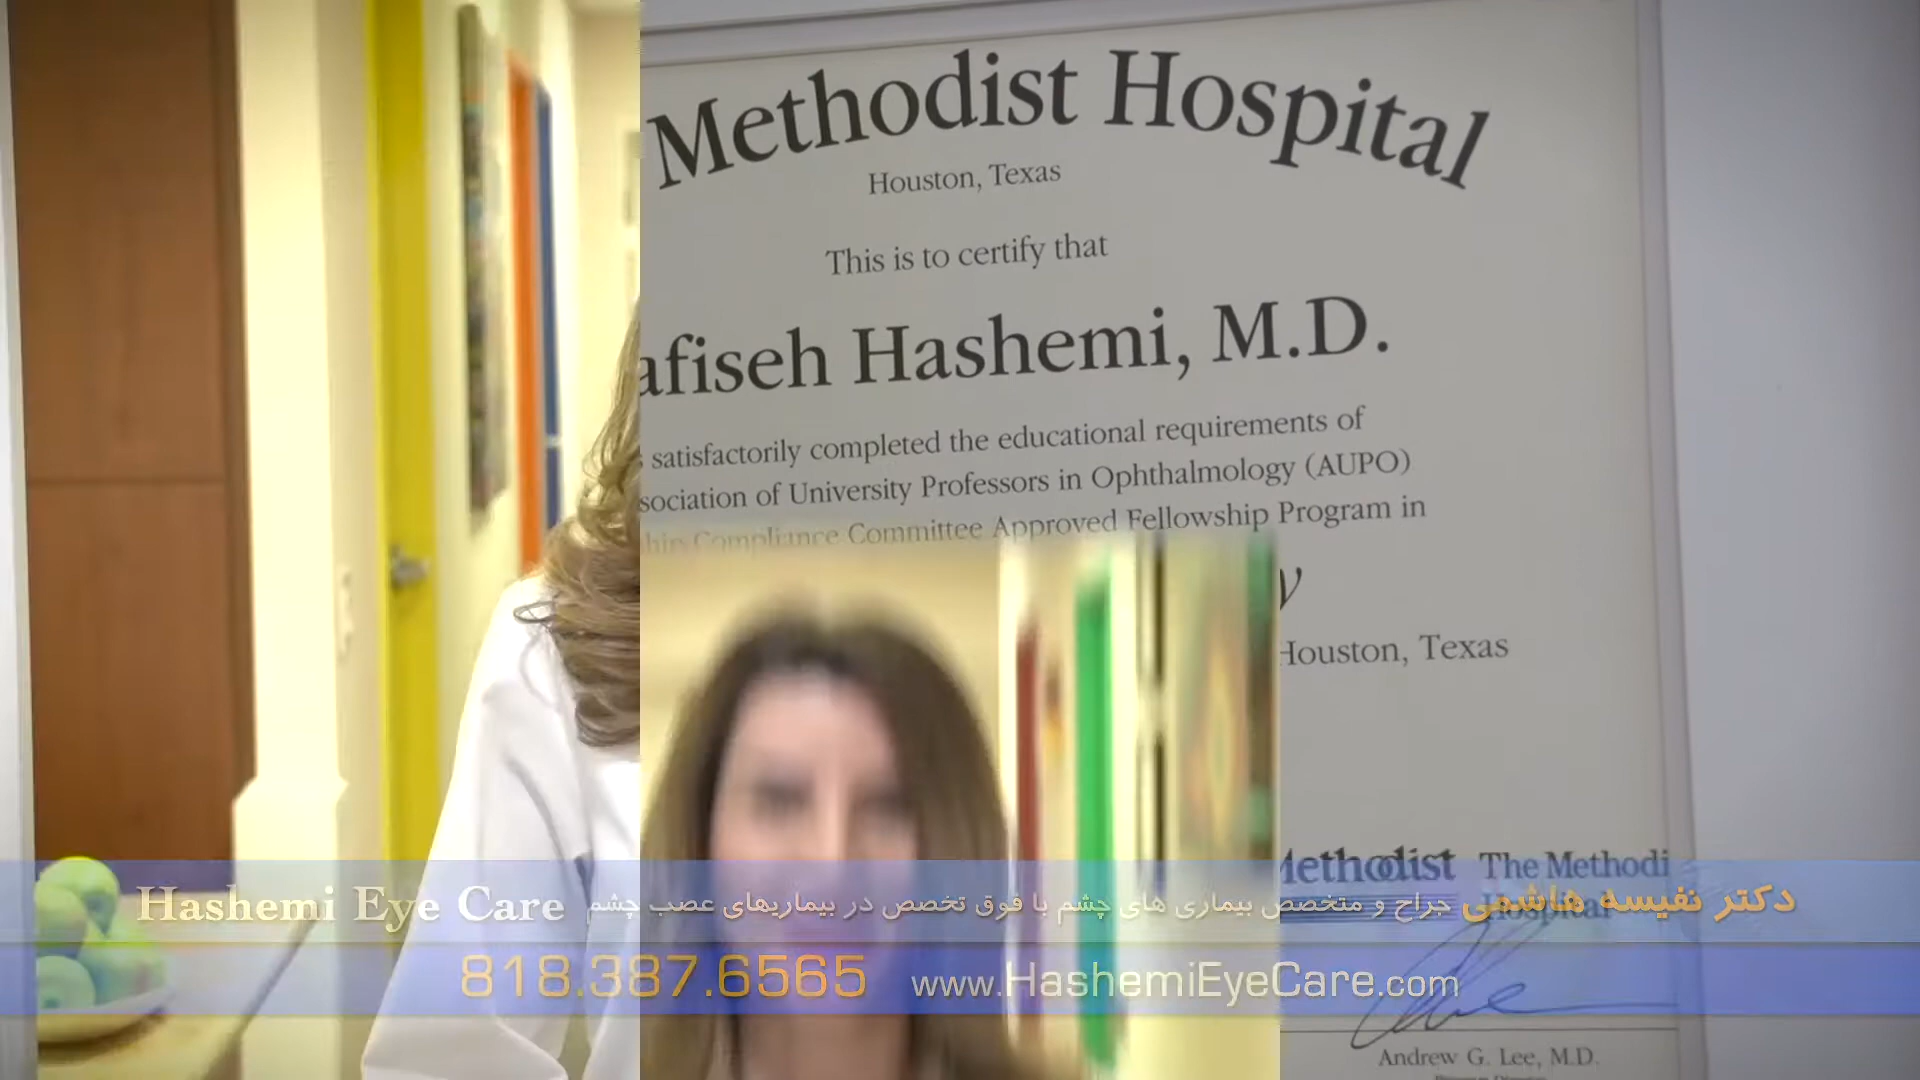 Methodist Hospital
Houston, Texas
This is to certify that
afiseh Hashemi, M.D.
satisfactorily completed the educational requirements of
sociation of University Professors in Ophthalmology (AUPO)
hip Compliance Committee Approved Fellowship Program in
y
Houston, Texas
Methodist The Methodi
Hospital
Hashemi Eye Care
دکتر نفیسه هاشمی جراح و متخصص بیماری های چشم با فوق تخصص در بیماریهای عصب چشم
818.387.6565 www.HashemiEyeCare.com
Andrew G. Lee, M.D.